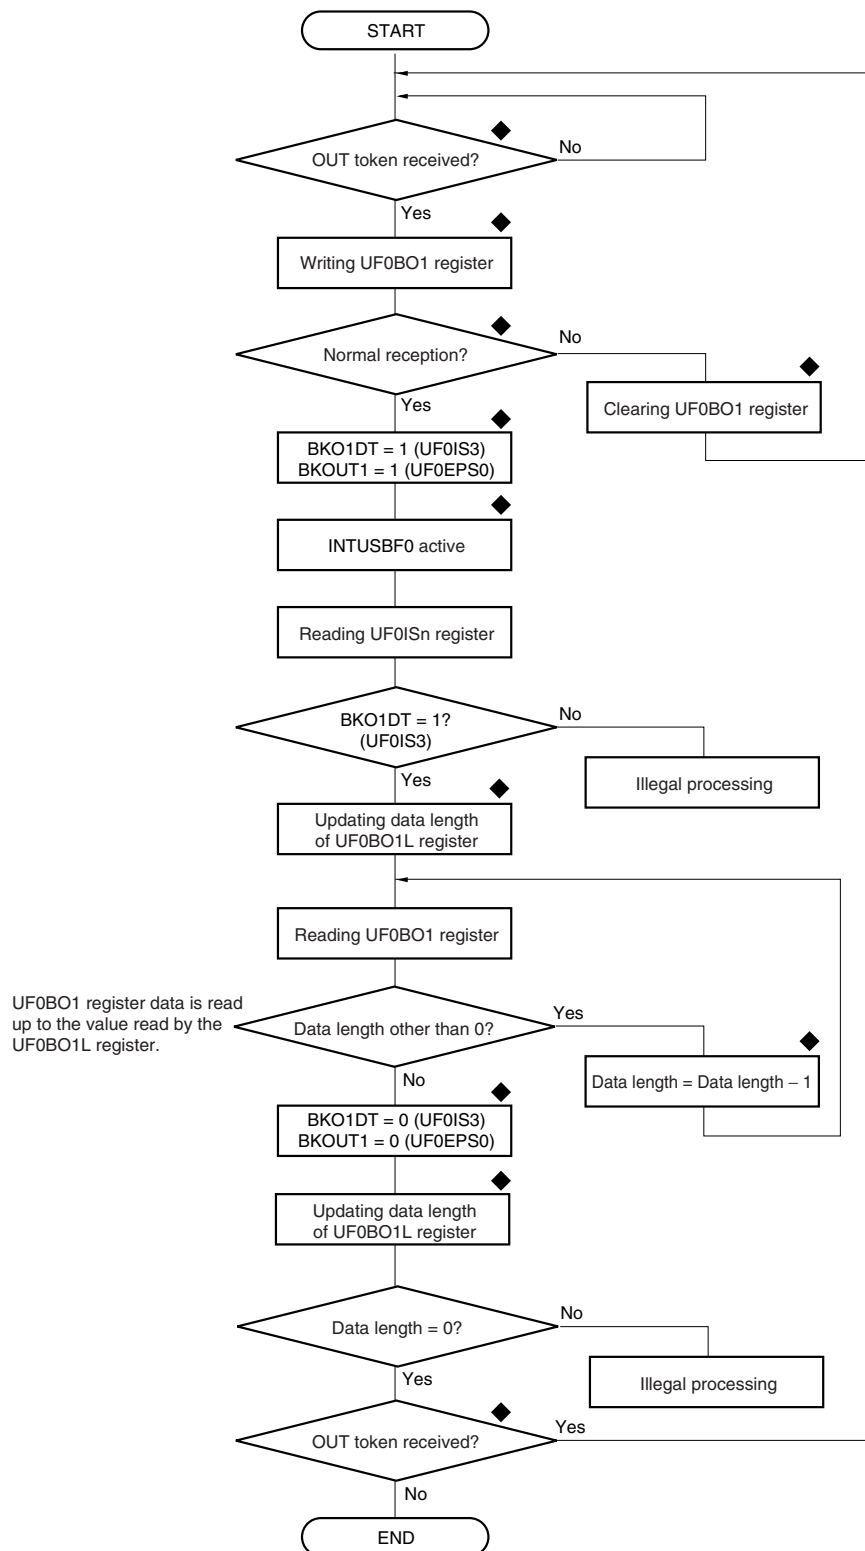 START
OUT token received?
No
Yes
Writing UF0BO1 register
Normal reception?
No
Yes
Clearing UF0BO1 register
BKO1DT = 1 (UF0IS3)
BKOUT1 = 1 (UF0EPS0)
INTUSBF0 active
Reading UF0ISn register
BKO1DT = 1?
(UF0IS3)
No
Yes
Illegal processing
Updating data length
of UF0BO1L register
Reading UF0BO1 register
UF0BO1 register data is read
up to the value read by the
UF0BO1L register.
Data length other than 0?
Yes
No
Data length = Data length – 1
BKO1DT = 0 (UF0IS3)
BKOUT1 = 0 (UF0EPS0)
Updating data length
of UF0BO1L register
Data length = 0?
No
Yes
Illegal processing
OUT token received?
Yes
No
END